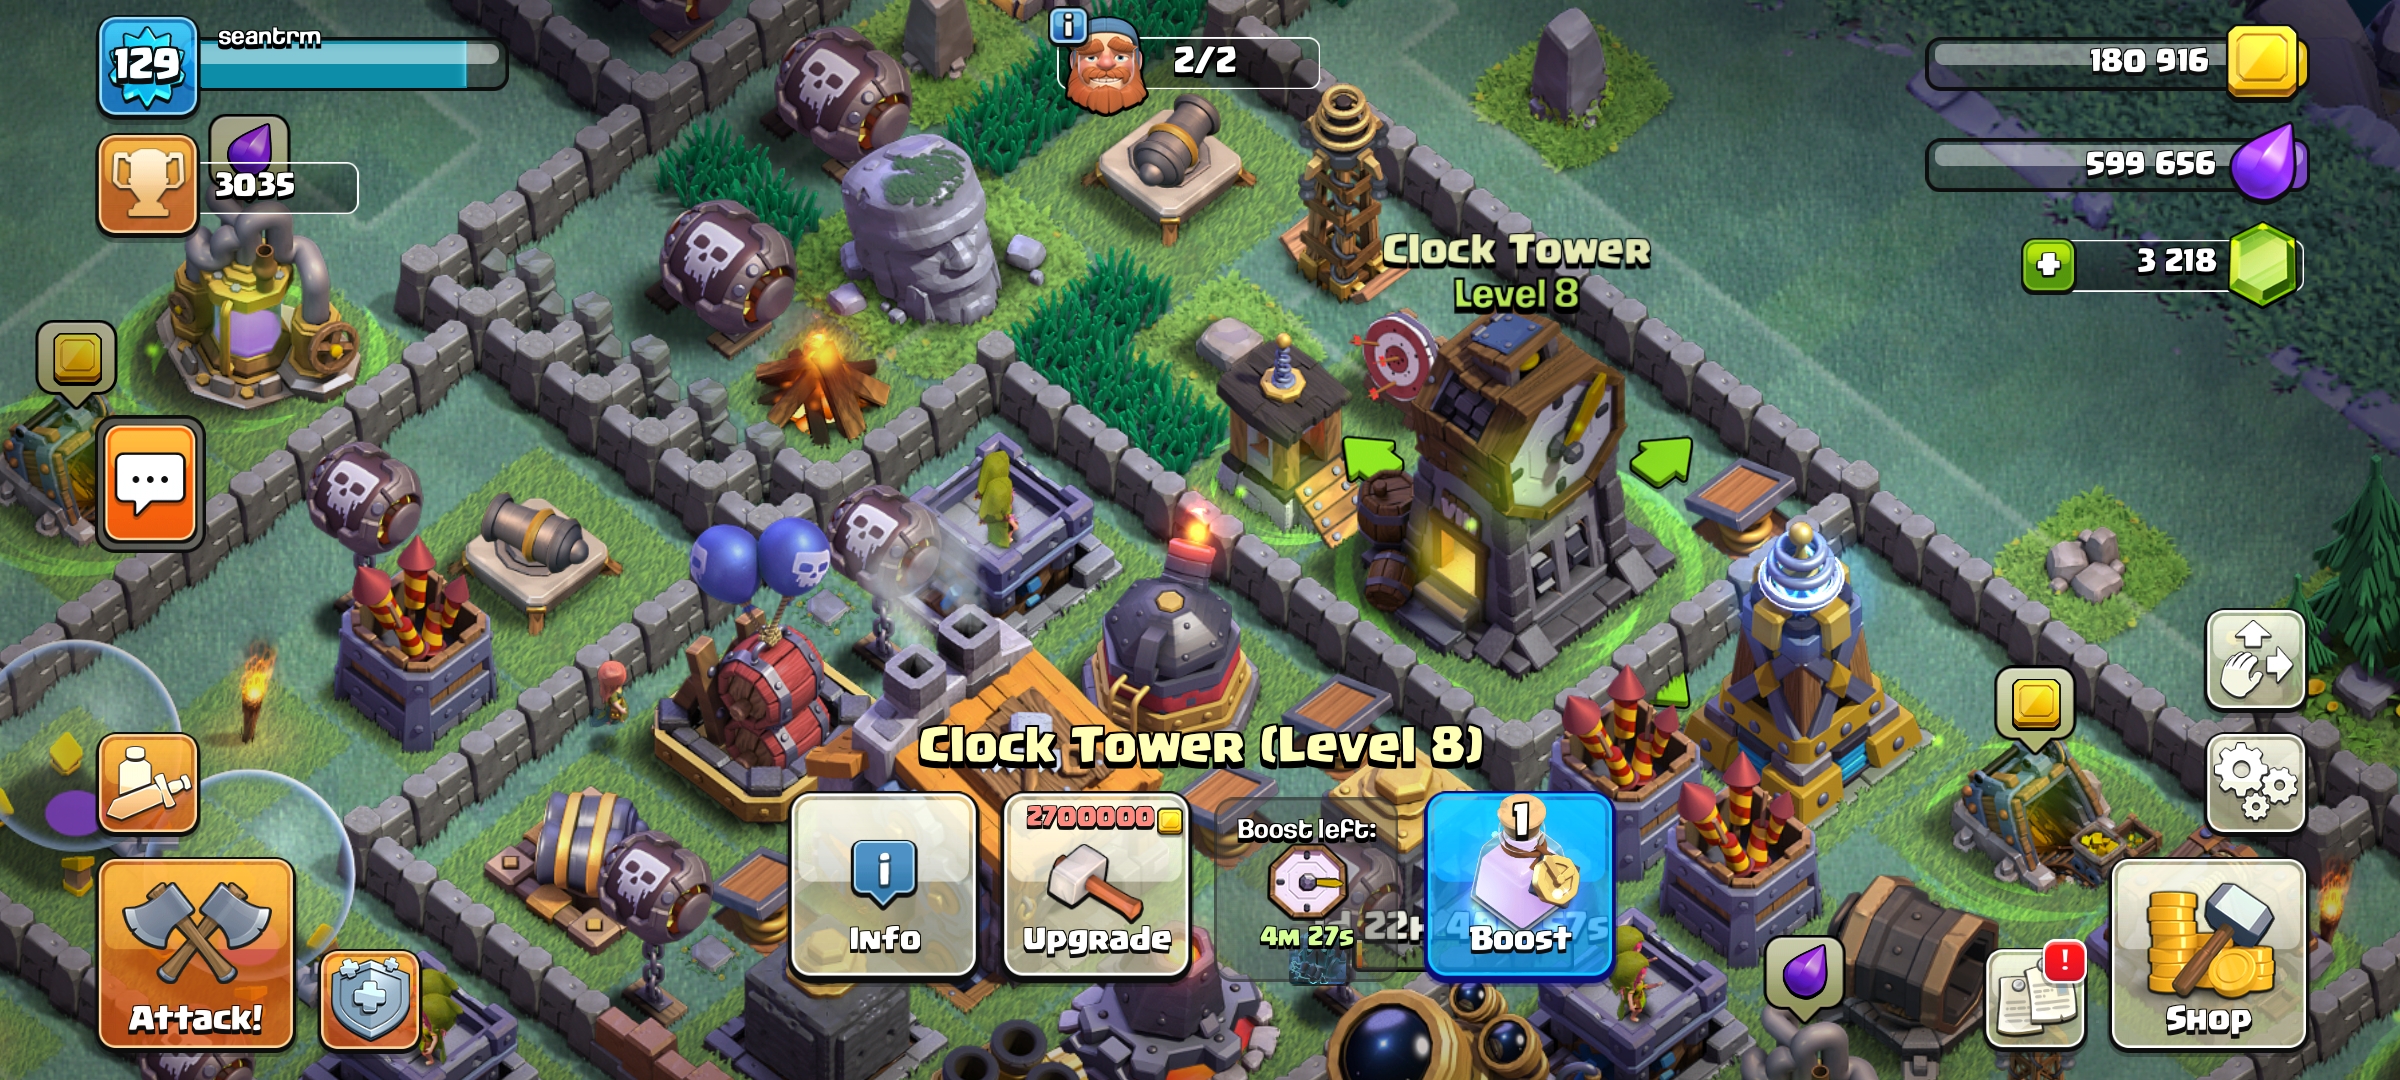 129
seantrm
2/2
180 916
3035
599 656
3 218
Clock Tower
Level 8
Clock Tower (Level 8)
Info
2700000
Upgrade
Boost left:
4m 27s
22H
1
Boost
Attack!
!
Shop